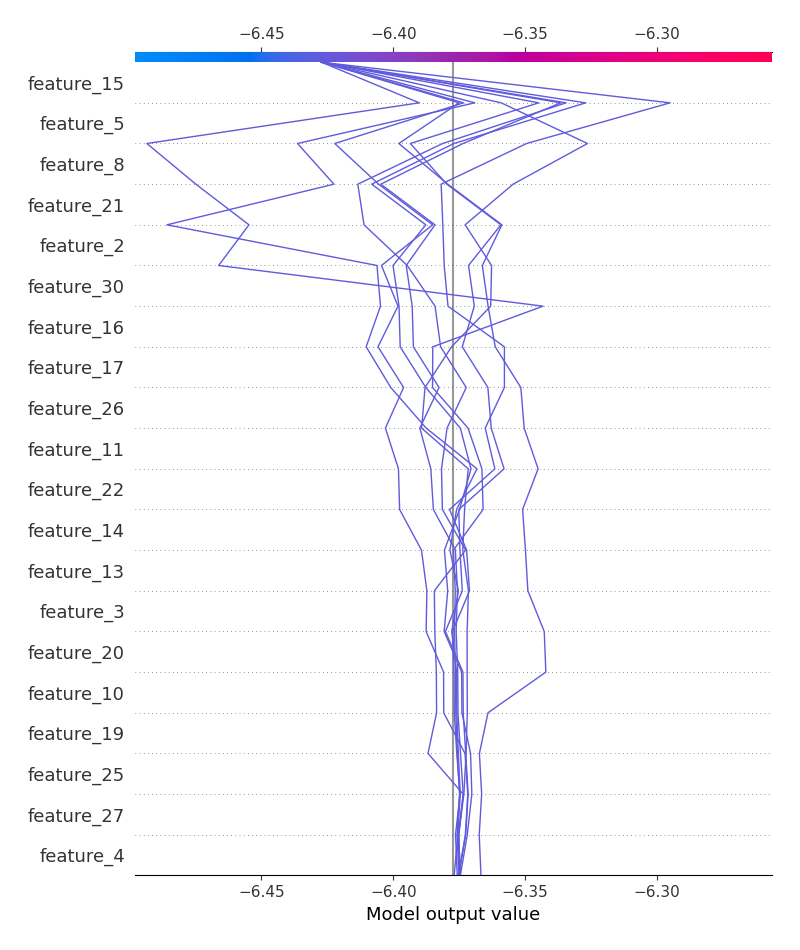 −6.45 −6.40 −6.35 −6.30
feature_15
feature_5
feature_8
feature_21
feature_2
feature_30
feature_16
feature_17
feature_26
feature_11
feature_22
feature_14
feature_13
feature_3
feature_20
feature_10
feature_19
feature_25
feature_27
feature_4
−6.45 −6.40 −6.35 −6.30
Model output value